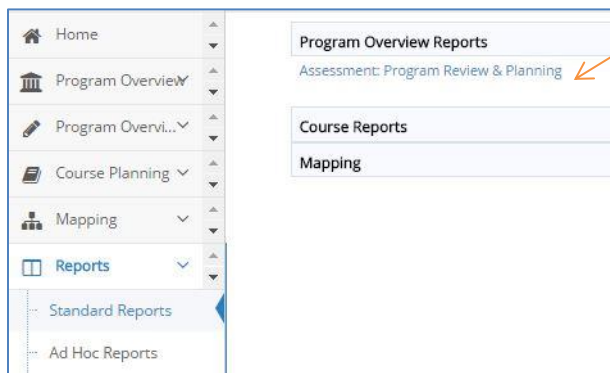 Home
Program Overview
Program Overvi...
Course Planning
Mapping
Reports
Standard Reports
Ad Hoc Reports
Program Overview Reports
Assessment: Program Review & Planning
Course Reports
Mapping